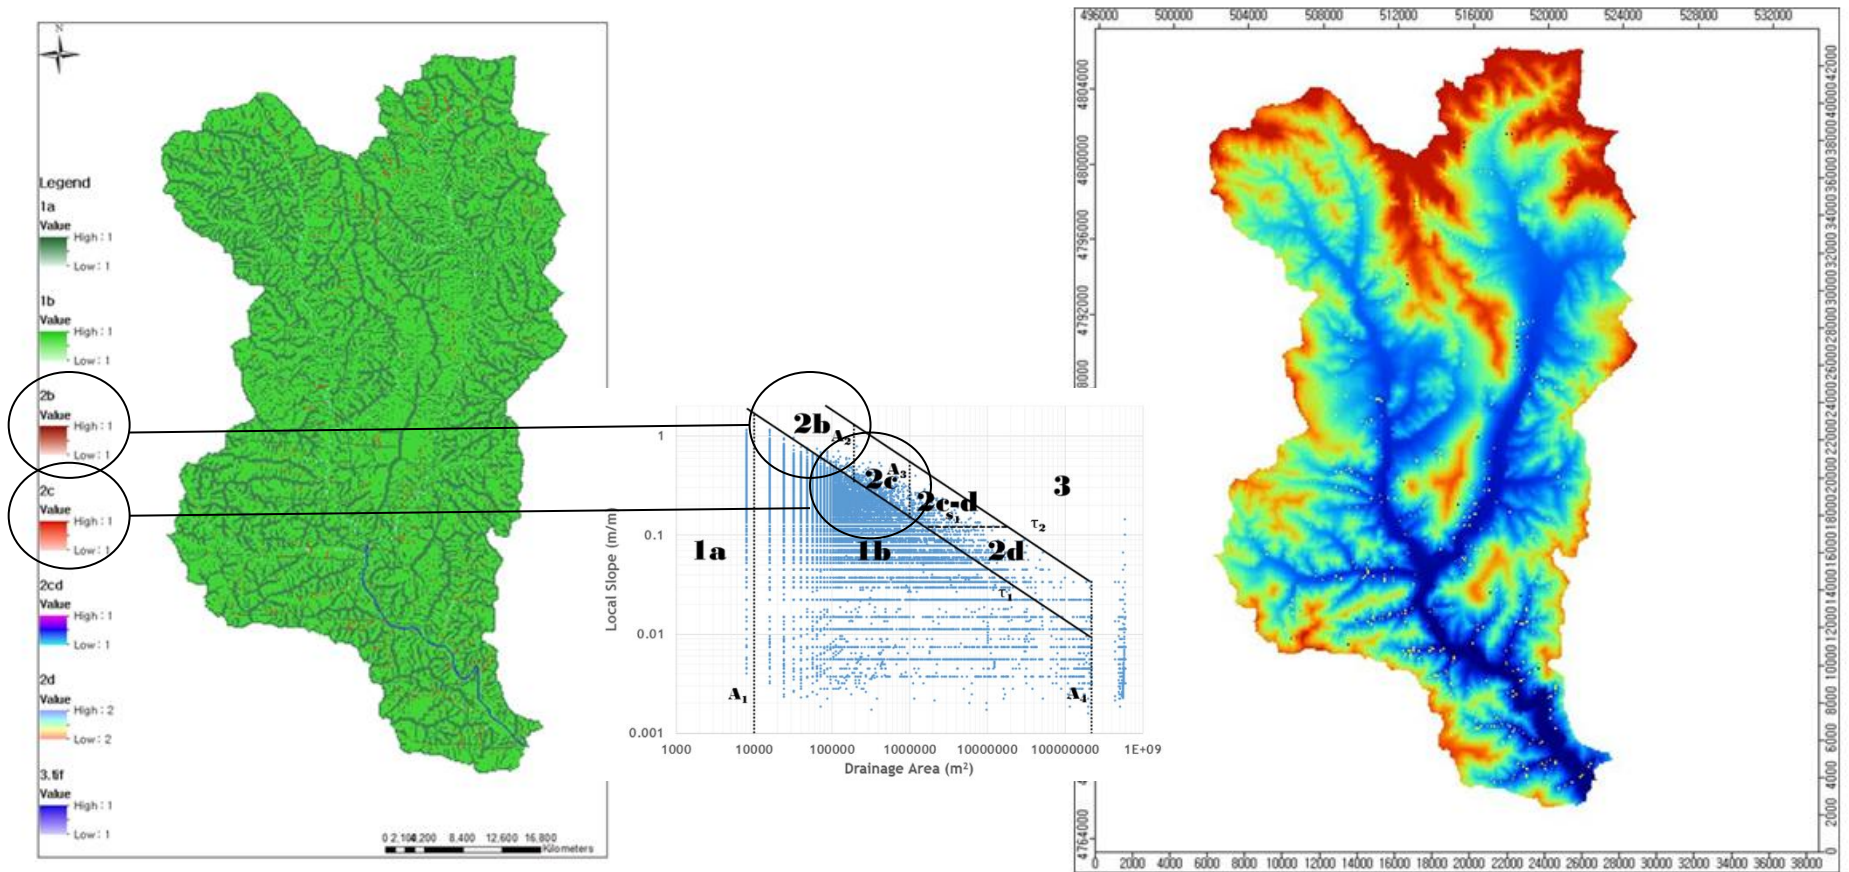 N
Legend
1a
Value
High : 1
Low : 1
1b
Value
High : 1
Low : 1
2b
Value
High : 1
Low : 1
2c
Value
High : 1
Low : 1
2cd
Value
High : 1
Low : 1
2d
Value
High : 2
Low : 2
3.tif
Value
High : 1
Low : 1
8,400 12,600 16,800
Kilometers
Local Slope (m/m)
1
0.1
0.01
0.001
1000 10000 100000 1000000 10000000 100000000 1E+09
Drainage Area (m²)
1a
1b
2b
2c
2c-d
2d
3
A1
A2
A3
A4
S1
τ1
τ2
496000 500000 504000 508000 512000 516000 520000 524000 528000 532000
4804000
4800000
4796000
4792000
8000
4764000
42000
40000
38000
36000
34000
32000
30000
28000
26000
24000
22000
20000
18000
16000
14000
12000
10000
8000
6000
4000
2000
0
0 2000 4000 6000 8000 10000 12000 14000 16000 18000 20000 22000 24000 26000 28000 30000 32000 34000 36000 38000